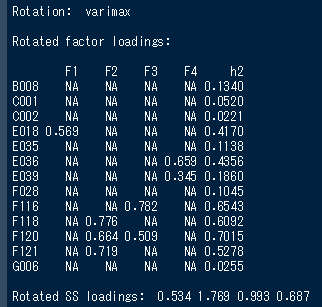 Rotation:  varimax
Rotated factor loadings:
F1 F2 F3 F4 h2
B008 NA NA NA NA 0.1340
C001 NA NA NA NA 0.0520
C002 NA NA NA NA 0.0221
E018 0.569 NA NA NA 0.4170
E035 NA NA NA NA 0.1138
E036 NA NA NA 0.659 0.4356
E039 NA NA NA 0.345 0.1860
F028 NA NA NA NA 0.1045
F116 NA NA 0.782 NA 0.6543
F118 NA 0.776 NA NA 0.6092
F120 NA 0.664 0.509 NA 0.7015
F121 NA 0.719 NA NA 0.5278
G006 NA NA NA NA 0.0255
Rotated SS loadings:  0.534 1.769 0.993 0.687